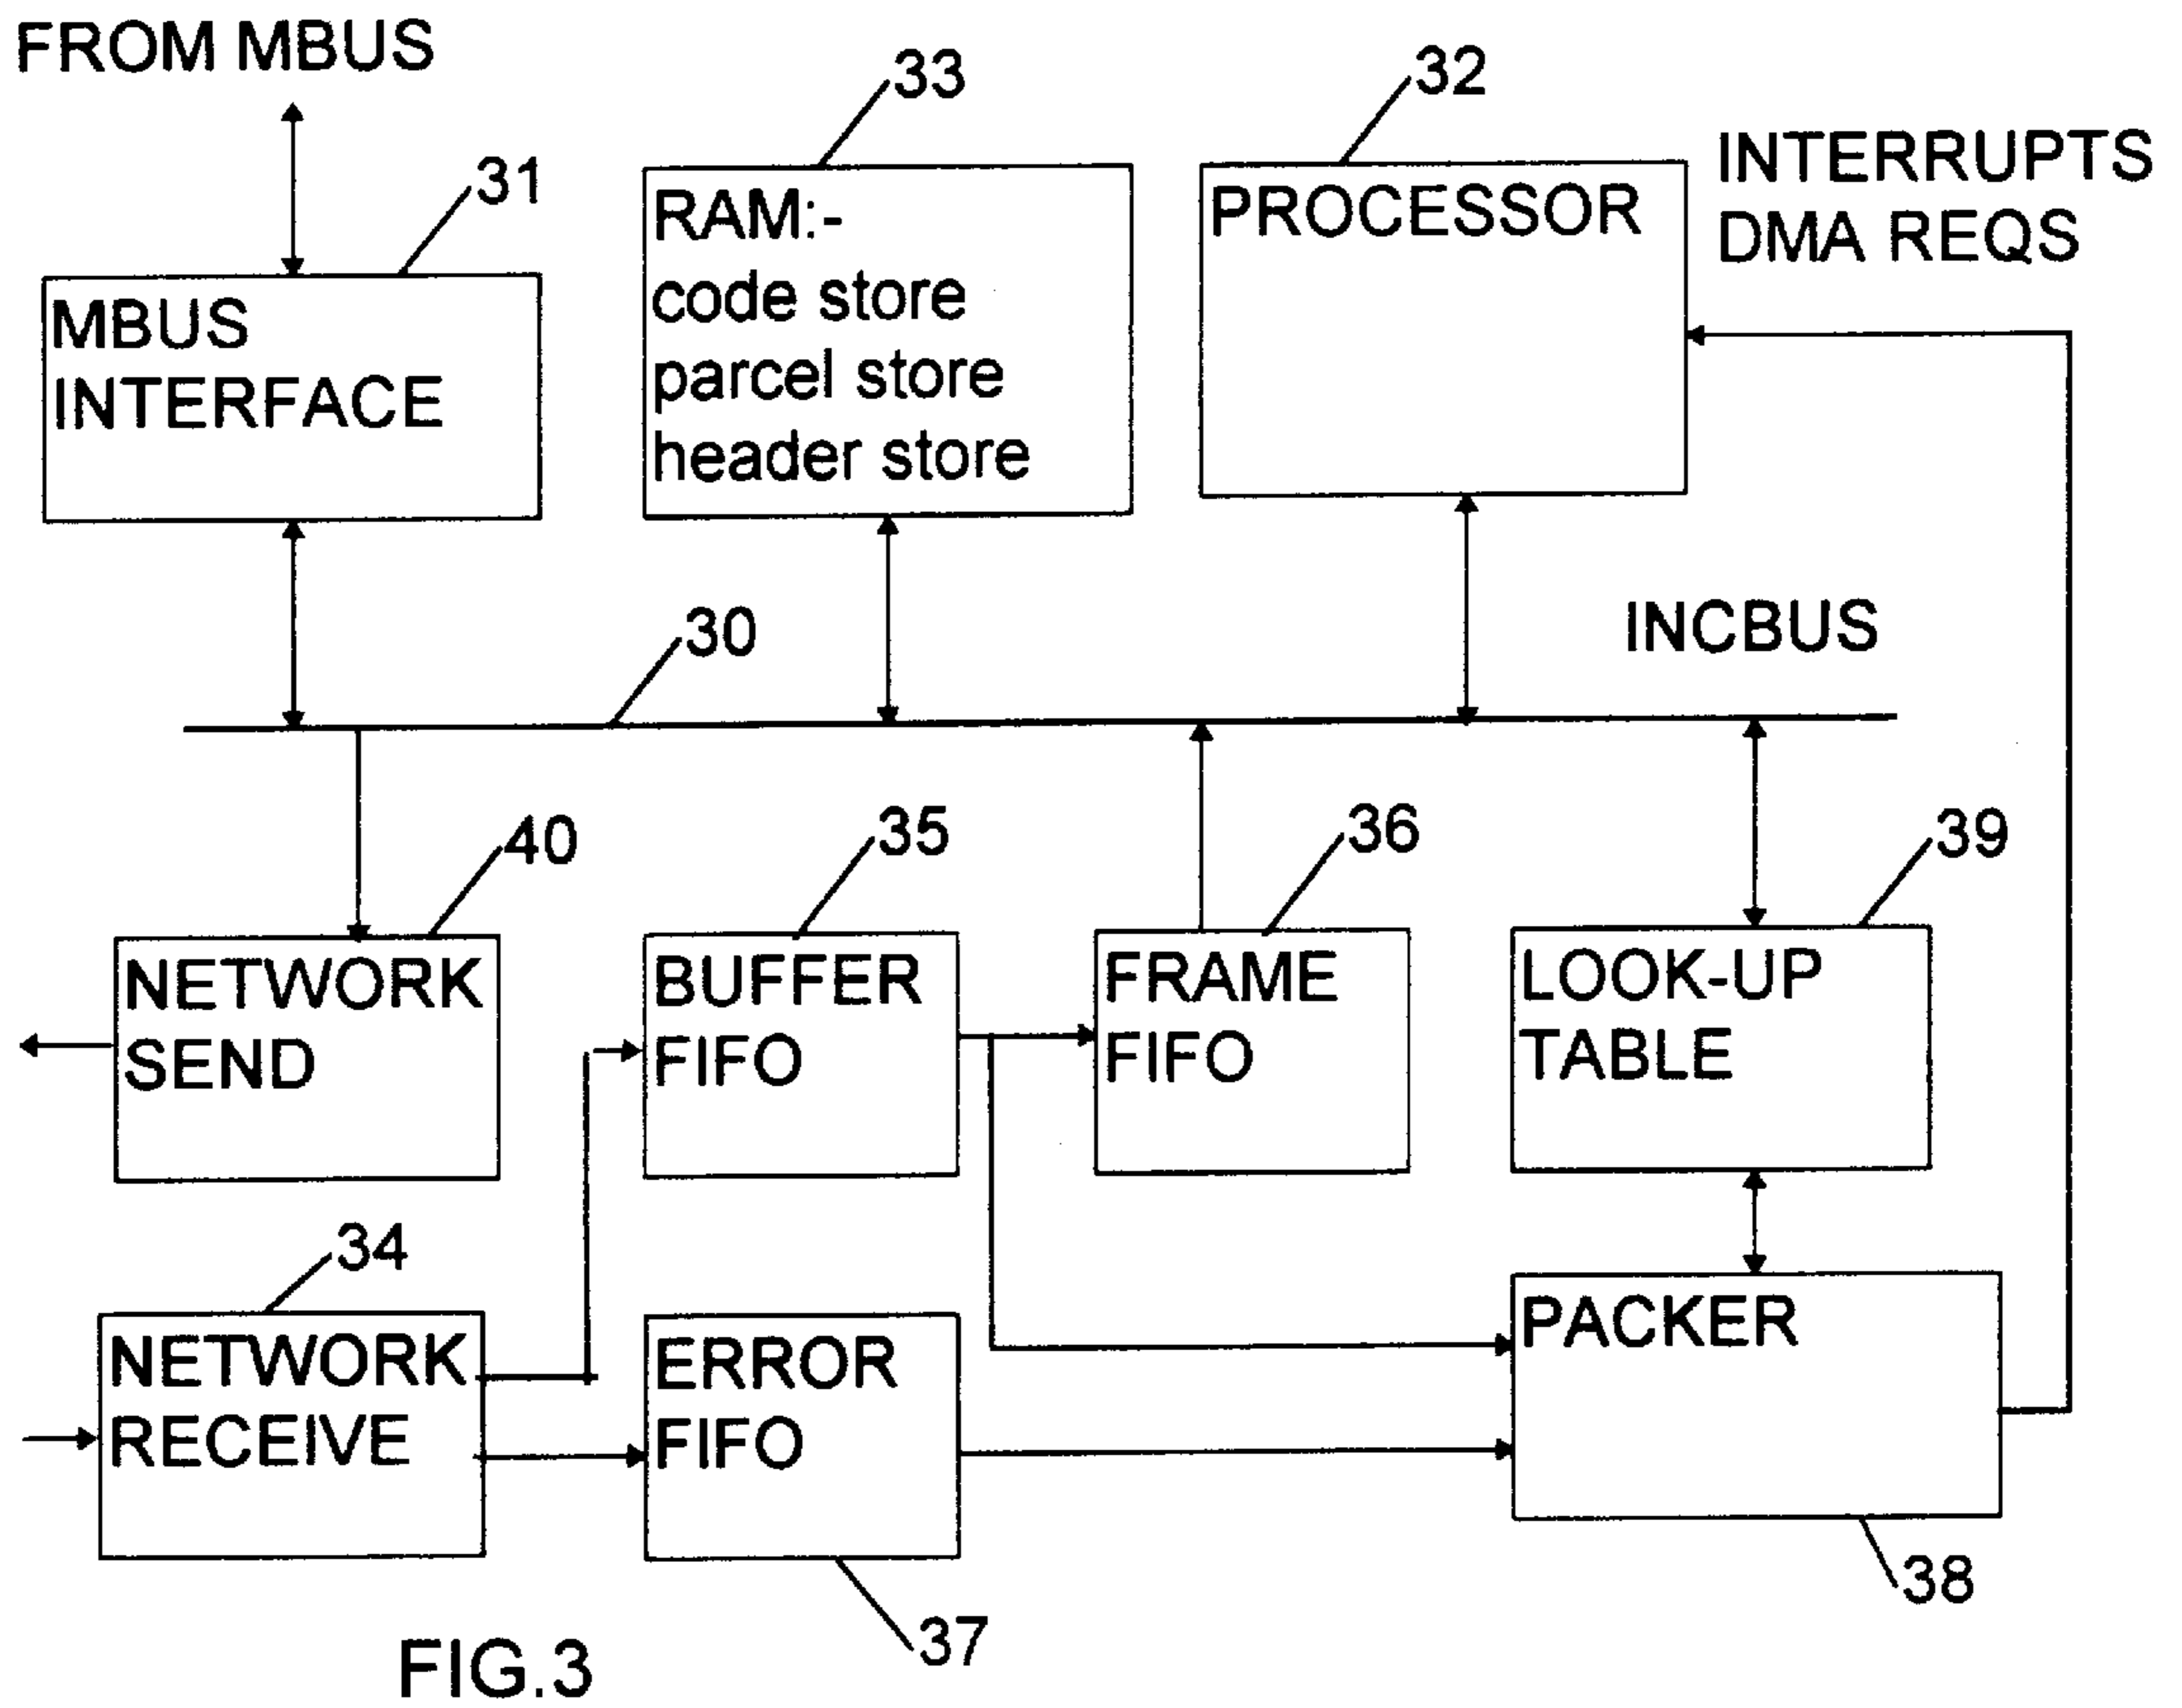 FROM MBUS
33
32
31
INTERRUPTS
DMA REQS
MBUS
INTERFACE
RAM:-
code store
parcel store
header store
PROCESSOR
30
INCBUS
40
35
36
39
NETWORK
SEND
BUFFER
FIFO
FRAME
FIFO
LOOK-UP
TABLE
34
NETWORK
RECEIVE
ERROR
FIFO
PACKER
37
38
FIG.3